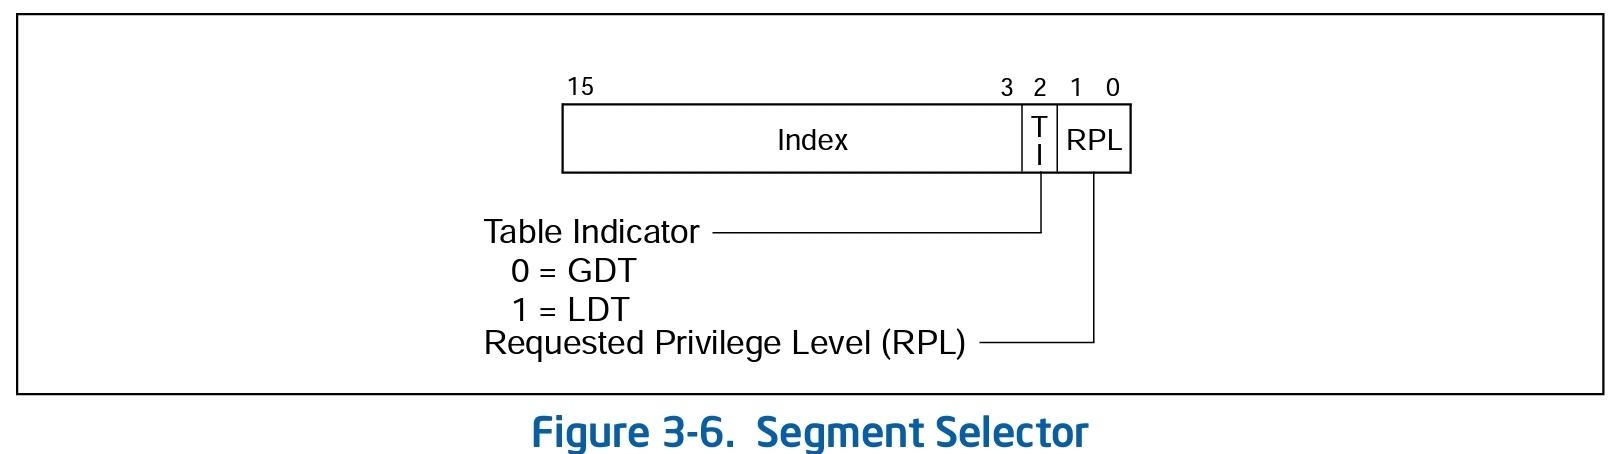 15 3 2 1 0
Index TI RPL
Table Indicator
0 = GDT
1 = LDT
Requested Privilege Level (RPL)
Figure 3-6. Segment Selector